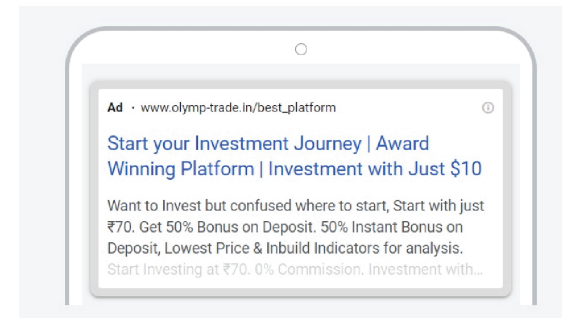 Ad · www.olymp-trade.in/best_platform
Start your Investment Journey | Award
Winning Platform | Investment with Just $10
Want to Invest but confused where to start, Start with just
₹70. Get 50% Bonus on Deposit. 50% Instant Bonus on
Deposit, Lowest Price & Inbuild Indicators for analysis.
Start Investing at ₹70. 0% Commission. Investment with...